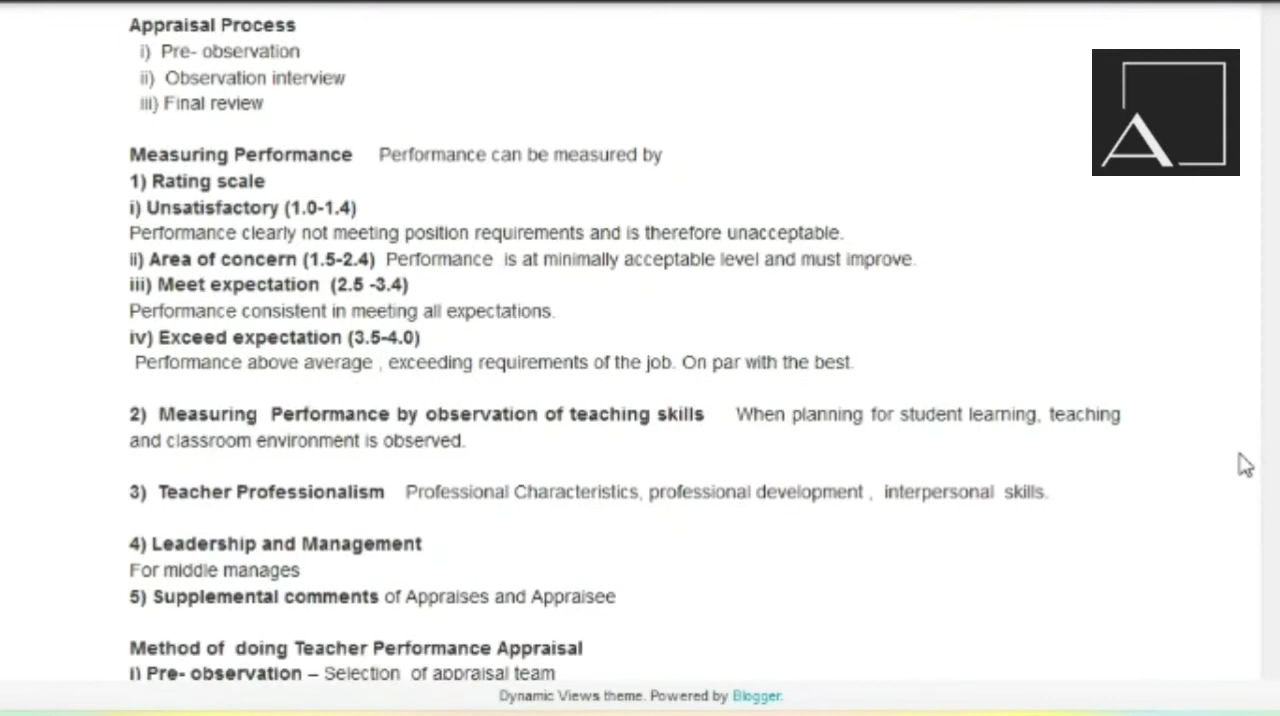 Appraisal Process
i) Pre- observation
ii) Observation interview
iii) Final review
Measuring Performance Performance can be measured by
1) Rating scale
i) Unsatisfactory (1.0-1.4)
Performance clearly not meeting position requirements and is therefore unacceptable.
ii) Area of concern (1.5-2.4) Performance is at minimally acceptable level and must improve.
iii) Meet expectation (2.5 -3.4)
Performance consistent in meeting all expectations.
iv) Exceed expectation (3.5-4.0)
Performance above average , exceeding requirements of the job. On par with the best.
2) Measuring Performance by observation of teaching skills When planning for student learning, teaching
and classroom environment is observed.
3) Teacher Professionalism Professional Characteristics, professional development , interpersonal skills.
4) Leadership and Management
For middle manages
5) Supplemental comments of Appraises and Appraisee
Method of doing Teacher Performance Appraisal
i) Pre- observation – Selection of appraisal team
Dynamic Views theme. Powered by Blogger.
A